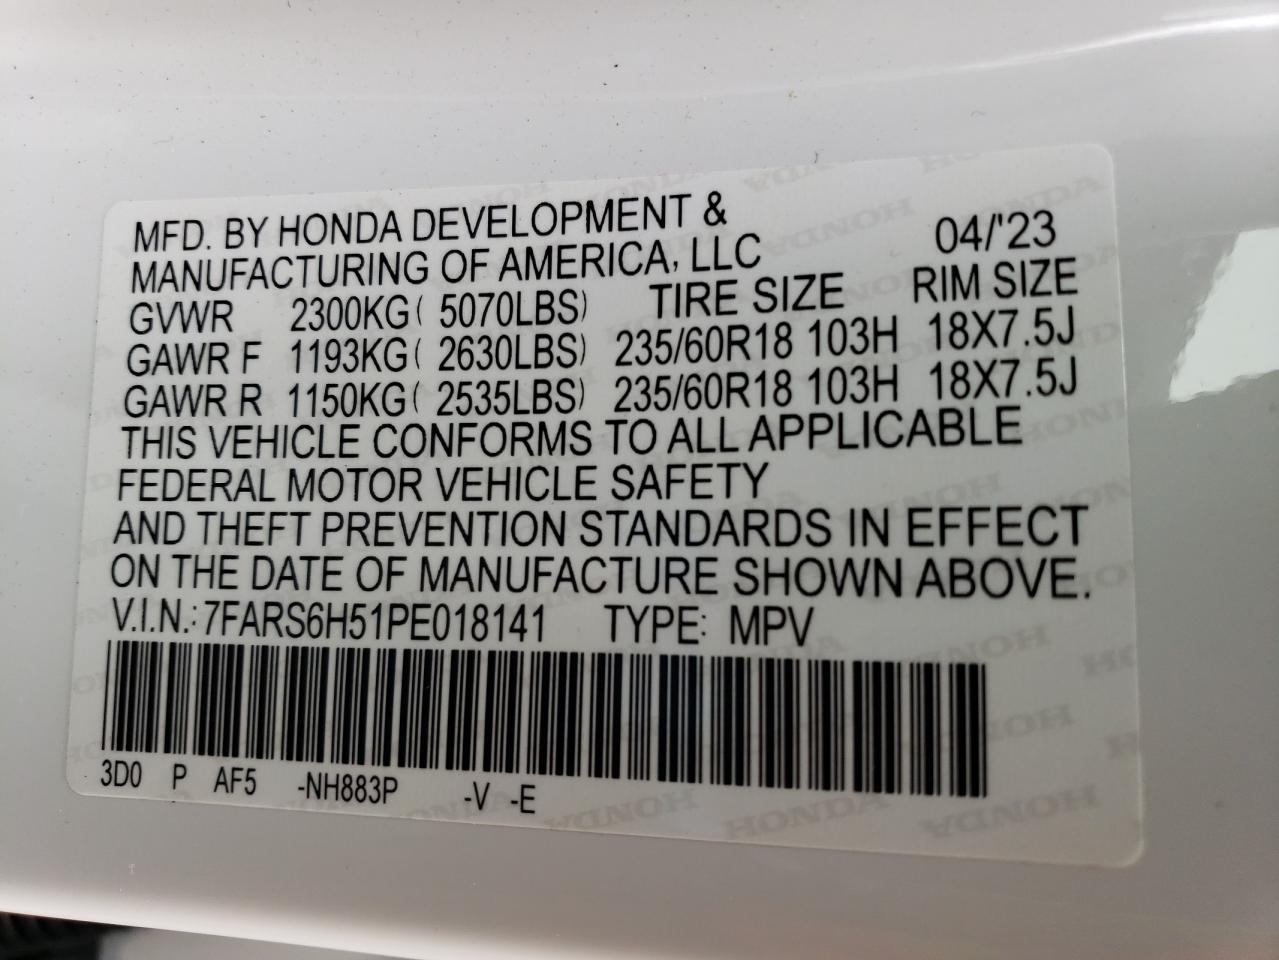 MFD. BY HONDA DEVELOPMENT &
MANUFACTURING OF AMERICA, LLC
04/'23
GVWR 2300KG( 5070LBS) TIRE SIZE RIM SIZE
GAWR F 1193KG( 2630LBS) 235/60R18 103H 18X7.5J
GAWR R 1150KG( 2535LBS) 235/60R18 103H 18X7.5J
THIS VEHICLE CONFORMS TO ALL APPLICABLE
FEDERAL MOTOR VEHICLE SAFETY
AND THEFT PREVENTION STANDARDS IN EFFECT
ON THE DATE OF MANUFACTURE SHOWN ABOVE.
V.I.N.: 7FARS6H51PE018141 TYPE: MPV
3D0 P AF5 -NH883P -V -E
HONDA HONDA HONDA